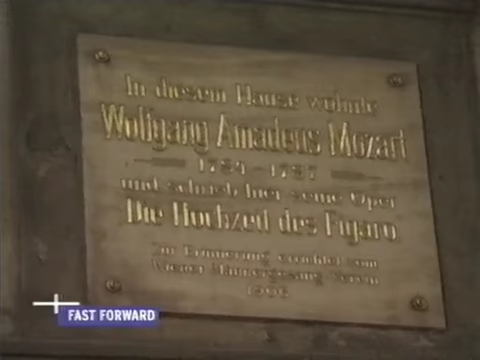 In diesem Hause wohnte
Wolfgang Amadeus Mozart
1784-1787
und schrieb hier seine Oper
Die Hochzeit des Figaro
Zur Erinnerung errichtet vom
Wiener Männergesang Verein
1906
FAST FORWARD